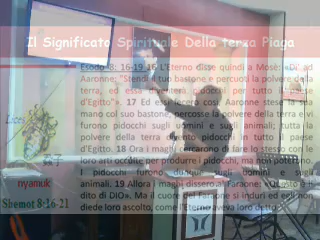 Il Significato Spirituale Della terza Piaga
Esodo 8: 16-19 16 L'Eterno disse quindi a Mosè: «Di' ad
Aaronne: "Stendi il tuo bastone e percuoti la polvere della
terra, ed essa diventerà pidocchi in tutto il paese
d'Egitto"». 17 Ed essi fecero così. Aaronne stese la sua
mano col suo bastone, percosse la polvere della terra e vi
furono pidocchi sugli uomini e sugli animali; tutta la
polvere della terra diventò pidocchi in tutto il paese
d'Egitto. 18 Ora i maghi cercarono di fare lo stesso con le
loro arti occulte per produrre i pidocchi, ma non poterono.
I pidocchi furono dunque sugli uomini e sugli
animali. 19 Allora i maghi dissero al Faraone: «Questo è il
dito di DIO». Ma il cuore del Faraone si indurì ed egli non
diede loro ascolto, come l'Eterno aveva loro detto.
Lices
nyamuk
Shemot 8:16-21